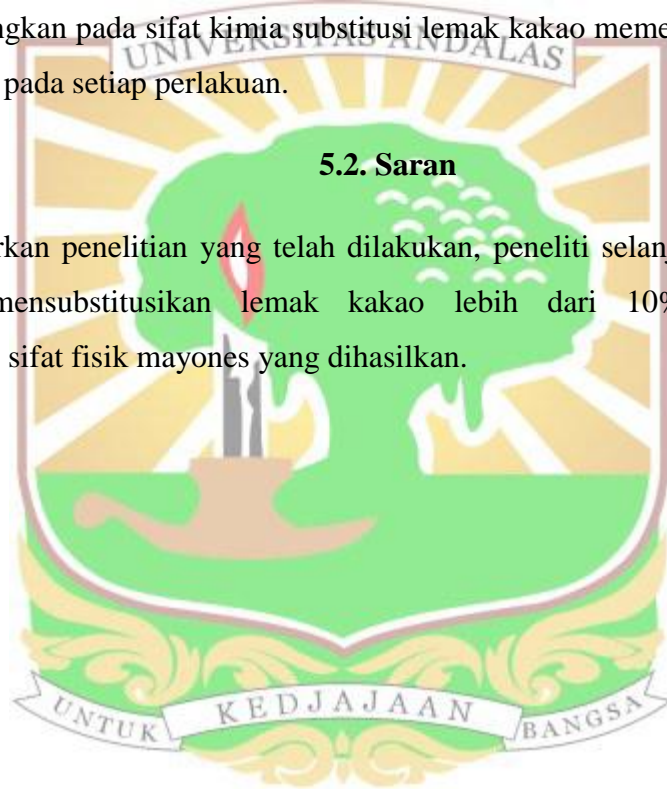 ngkan pada sifat kimia substitusi lemak kakao meme
UNIVERSITAS ANDALAS
pada setiap perlakuan.
5.2. Saran
rkan penelitian yang telah dilakukan, peneliti selanj
mensubstitusikan lemak kakao lebih dari 10%
sifat fisik mayones yang dihasilkan.
UNTUK KEDJAJAAN BANGSA